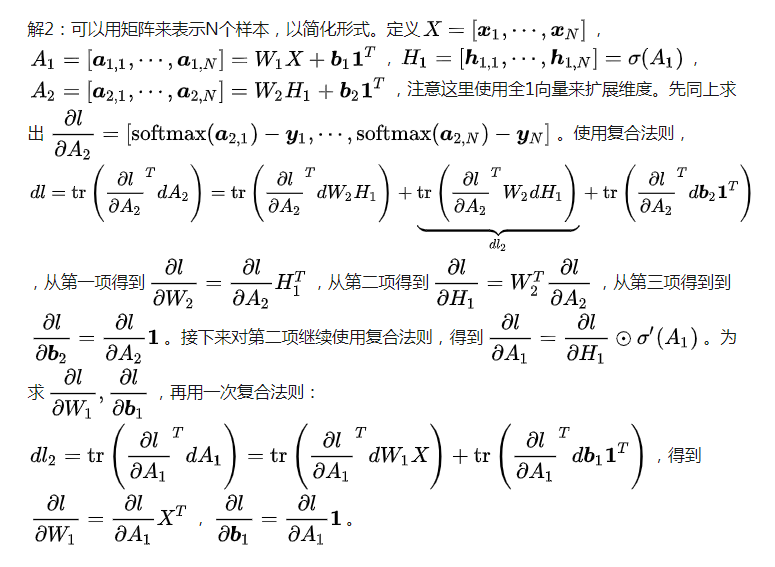 解2：可以用矩阵来表示N个样本，以简化形式。定义 $X = [\boldsymbol{x}_1, \cdots, \boldsymbol{x}_N]$ ，
$A_1 = [\boldsymbol{a}_{1,1}, \cdots, \boldsymbol{a}_{1,N}] = W_1 X + \boldsymbol{b}_1 \boldsymbol{1}^T$ ， $H_1 = [\boldsymbol{h}_{1,1}, \cdots, \boldsymbol{h}_{1,N}] = \sigma(A_1)$ ，
$A_2 = [\boldsymbol{a}_{2,1}, \cdots, \boldsymbol{a}_{2,N}] = W_2 H_1 + \boldsymbol{b}_2 \boldsymbol{1}^T$ ，注意这里使用全1向量来扩展维度。先同上求
出 $\frac{\partial l}{\partial A_2} = [\text{softmax}(\boldsymbol{a}_{2,1}) - \boldsymbol{y}_1, \cdots, \text{softmax}(\boldsymbol{a}_{2,N}) - \boldsymbol{y}_N]$ 。使用复合法则，
$dl = \text{tr}\left(\frac{\partial l}{\partial A_2}^T dA_2\right) = \text{tr}\left(\frac{\partial l}{\partial A_2}^T dW_2 H_1\right) + \underbrace{\text{tr}\left(\frac{\partial l}{\partial A_2}^T W_2 dH_1\right)}_{dl_2} + \text{tr}\left(\frac{\partial l}{\partial A_2}^T d\boldsymbol{b}_2 \boldsymbol{1}^T\right)$
，从第一项得到 $\frac{\partial l}{\partial W_2} = \frac{\partial l}{\partial A_2} H_1^T$ ，从第二项得到 $\frac{\partial l}{\partial H_1} = W_2^T \frac{\partial l}{\partial A_2}$ ，从第三项得到到
$\frac{\partial l}{\partial \boldsymbol{b}_2} = \frac{\partial l}{\partial A_2} \boldsymbol{1}$ 。接下来对第二项继续使用复合法则，得到 $\frac{\partial l}{\partial A_1} = \frac{\partial l}{\partial H_1} \odot \sigma'(A_1)$ 。为
求 $\frac{\partial l}{\partial W_1}, \frac{\partial l}{\partial \boldsymbol{b}_1}$ ，再用一次复合法则：
$dl_2 = \text{tr}\left(\frac{\partial l}{\partial A_1}^T dA_1\right) = \text{tr}\left(\frac{\partial l}{\partial A_1}^T dW_1 X\right) + \text{tr}\left(\frac{\partial l}{\partial A_1}^T d\boldsymbol{b}_1 \boldsymbol{1}^T\right)$ ，得到
$\frac{\partial l}{\partial W_1} = \frac{\partial l}{\partial A_1} X^T$ ， $\frac{\partial l}{\partial \boldsymbol{b}_1} = \frac{\partial l}{\partial A_1} \boldsymbol{1}$ 。